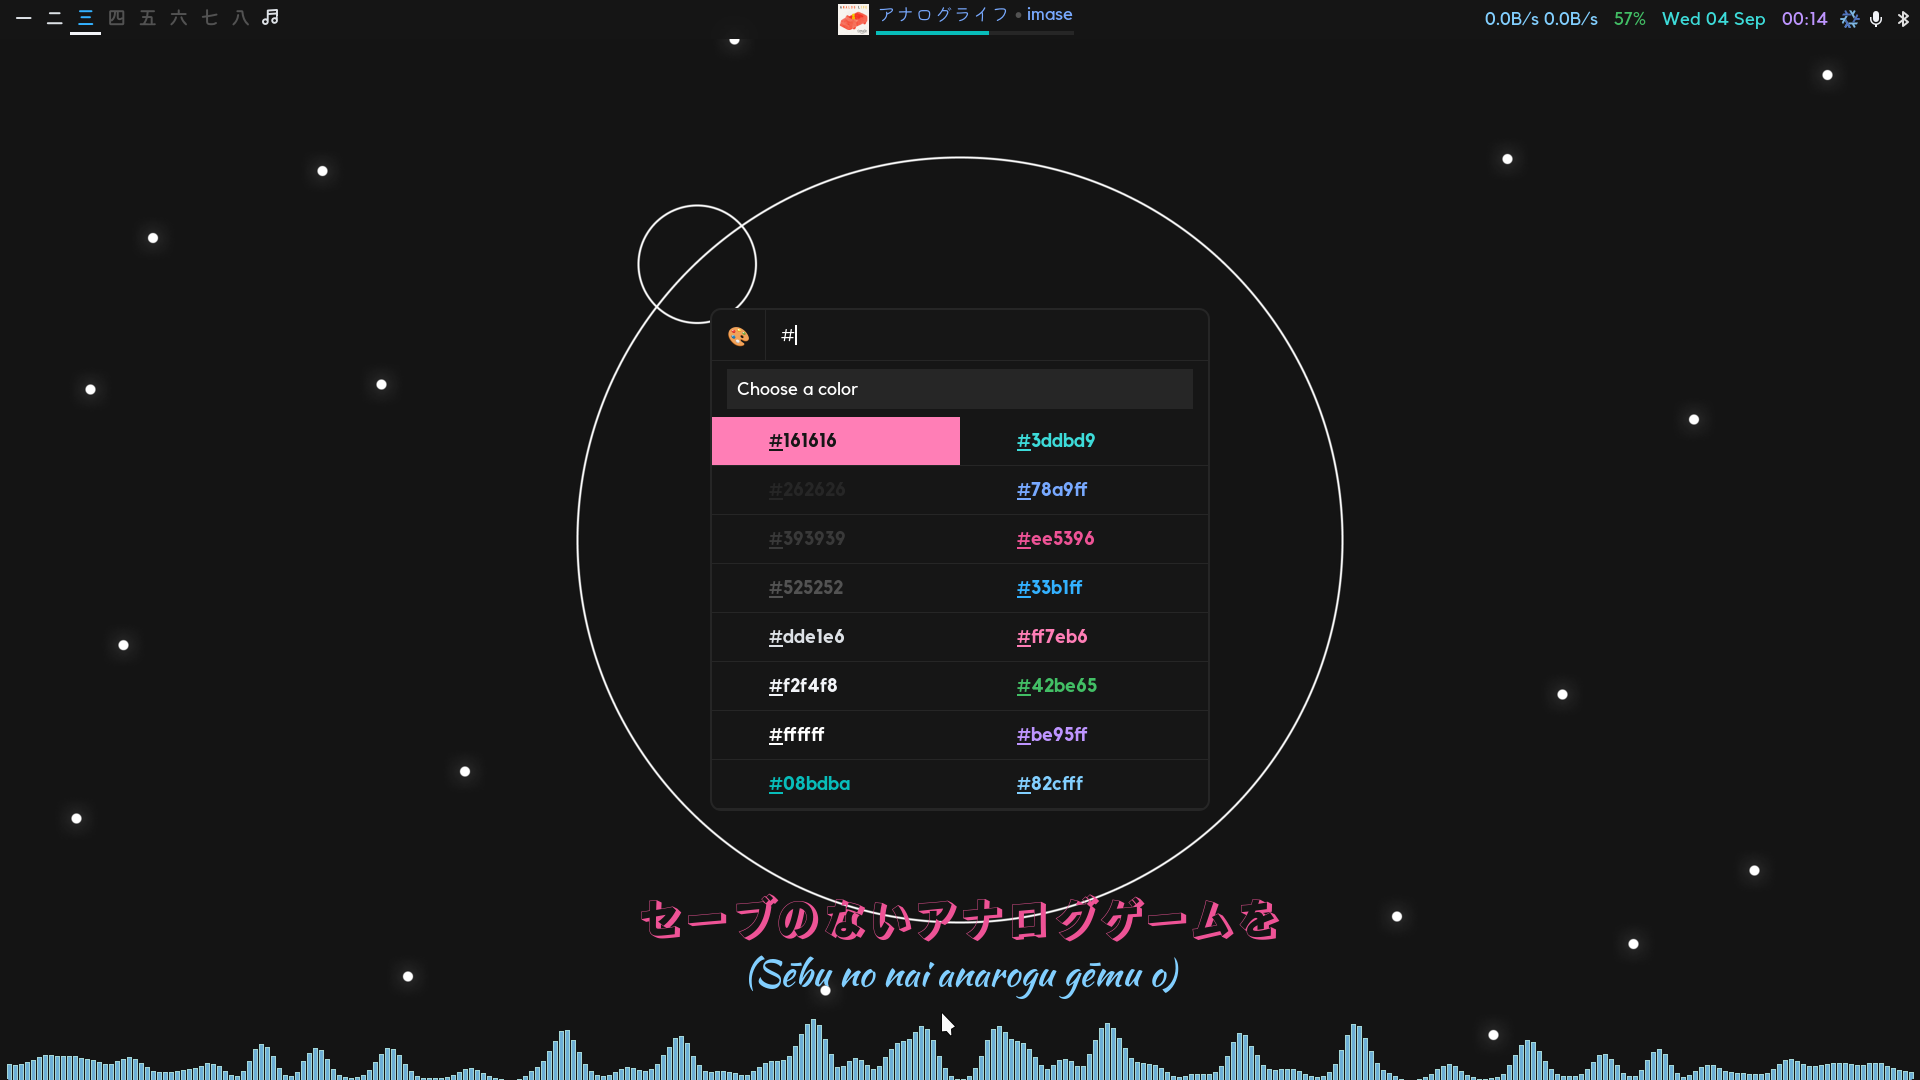 一 二 三 四 五 六 七 八
アナログライフ • imase
0.0B/s 0.0B/s 57% Wed 04 Sep 00:14
#
Choose a color
#161616 #3ddbd9
#262626 #78a9ff
#393939 #ee5396
#525252 #33b1ff
#dde1e6 #ff7eb6
#f2f4f8 #42be65
#ffffff #be95ff
#08bdba #82cfff
セーブのないアナログゲームを
(Sēbu no nai anarogu gēmu o)